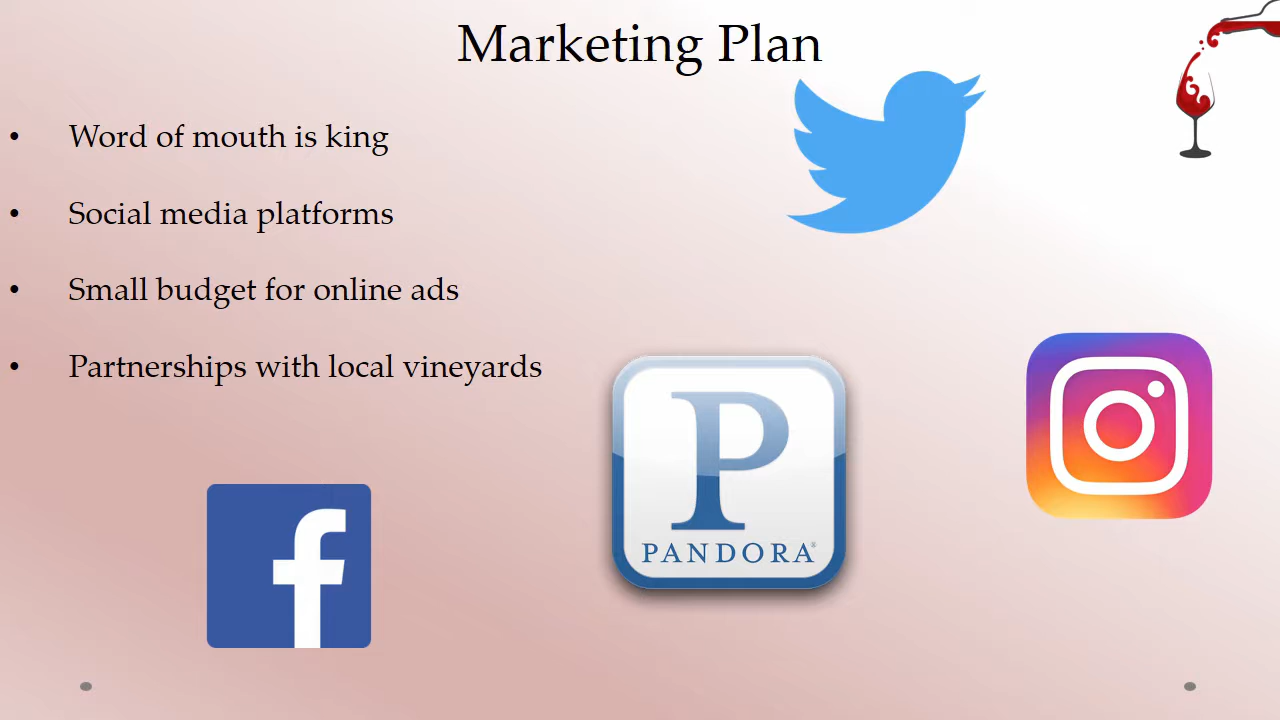 Marketing Plan
• Word of mouth is king
• Social media platforms
• Small budget for online ads
• Partnerships with local vineyards
f
P
PANDORA®